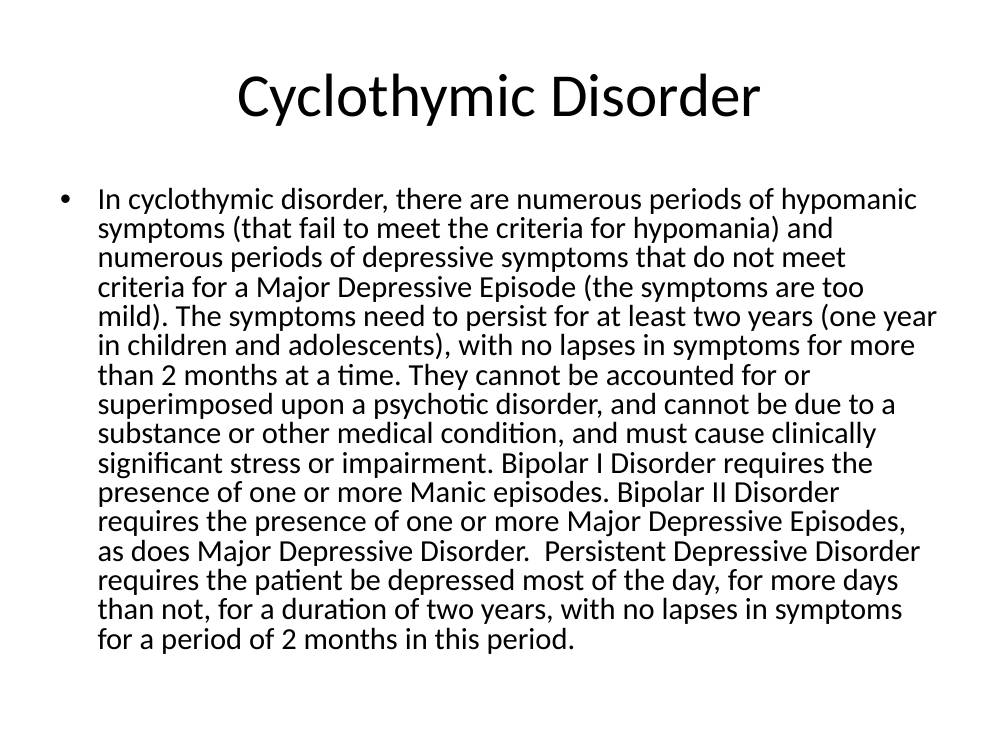 Cyclothymic Disorder
• In cyclothymic disorder, there are numerous periods of hypomanic
symptoms (that fail to meet the criteria for hypomania) and
numerous periods of depressive symptoms that do not meet
criteria for a Major Depressive Episode (the symptoms are too
mild). The symptoms need to persist for at least two years (one year
in children and adolescents), with no lapses in symptoms for more
than 2 months at a time. They cannot be accounted for or
superimposed upon a psychotic disorder, and cannot be due to a
substance or other medical condition, and must cause clinically
significant stress or impairment. Bipolar I Disorder requires the
presence of one or more Manic episodes. Bipolar II Disorder
requires the presence of one or more Major Depressive Episodes,
as does Major Depressive Disorder.  Persistent Depressive Disorder
requires the patient be depressed most of the day, for more days
than not, for a duration of two years, with no lapses in symptoms
for a period of 2 months in this period.